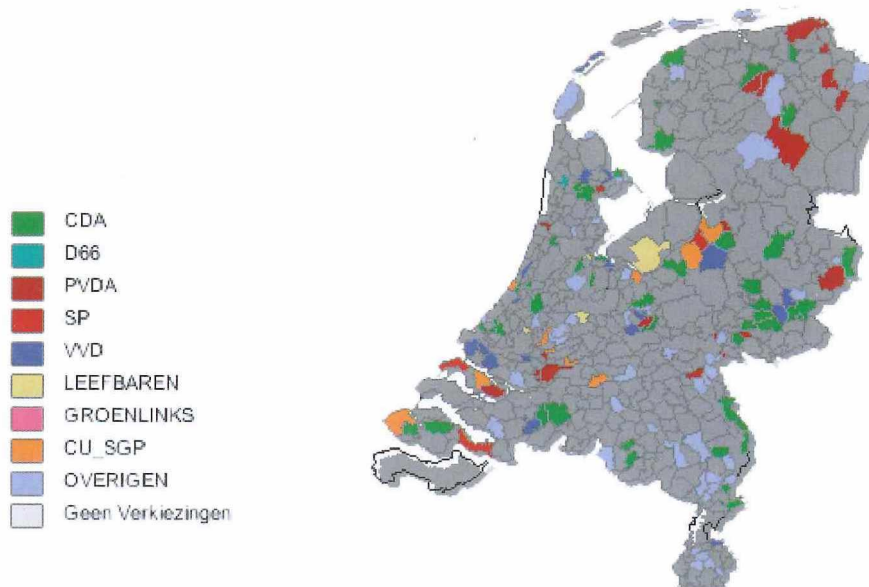 CDA
D66
PVDA
SP
VVD
LEEFBAREN
GROENLINKS
CU_SGP
OVERIGEN
Geen Verkiezingen